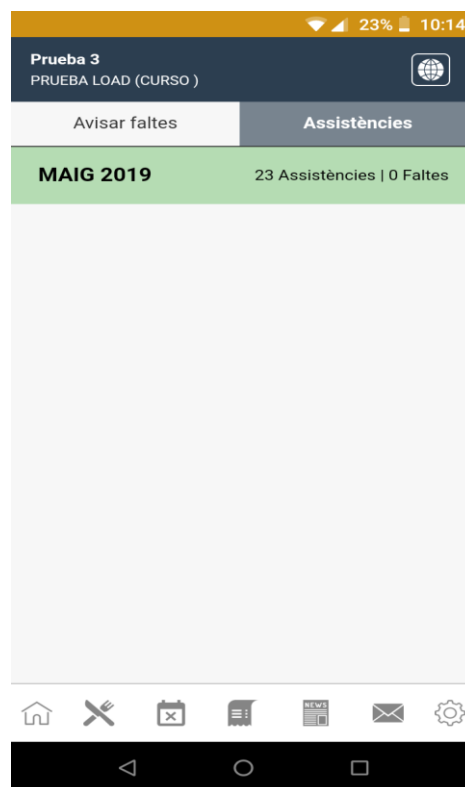 23% 10:14
Prueba 3
PRUEBA LOAD (CURSO )
Avisar faltes
Assistències
MAIG 2019
23 Assistències | 0 Faltes
NEWS